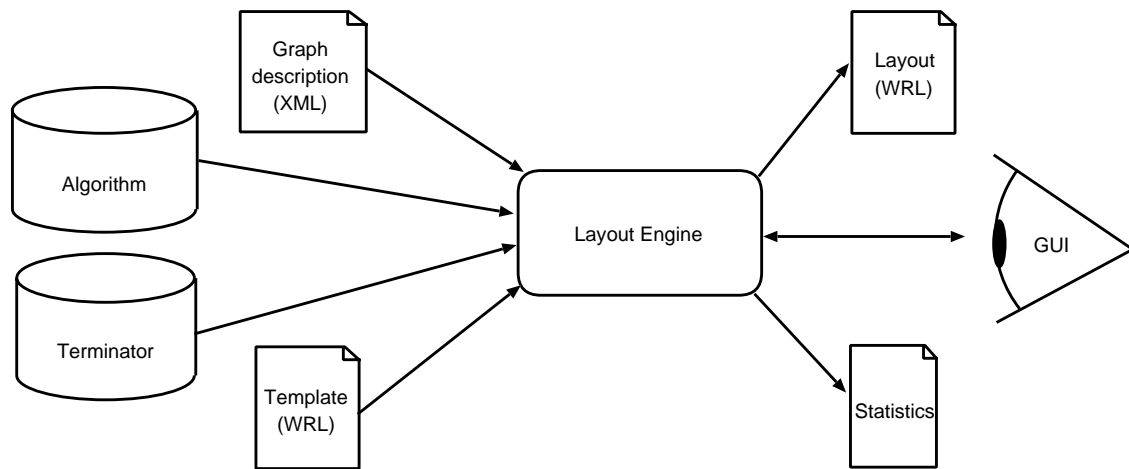 Graph
description
(XML)
Layout
(WRL)
Algorithm
Layout Engine
GUI
Terminator
Template
(WRL)
Statistics